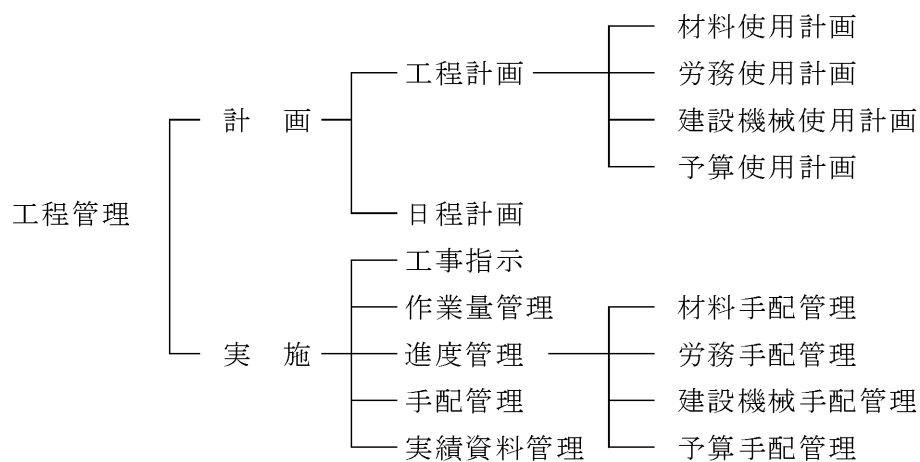 材料使用計画
工程計画 労務使用計画
計 画 建設機械使用計画
予算使用計画
工程管理 日程計画
工事指示
作業量管理 材料手配管理
実 施 進度管理 労務手配管理
手配管理 建設機械手配管理
実績資料管理 予算手配管理